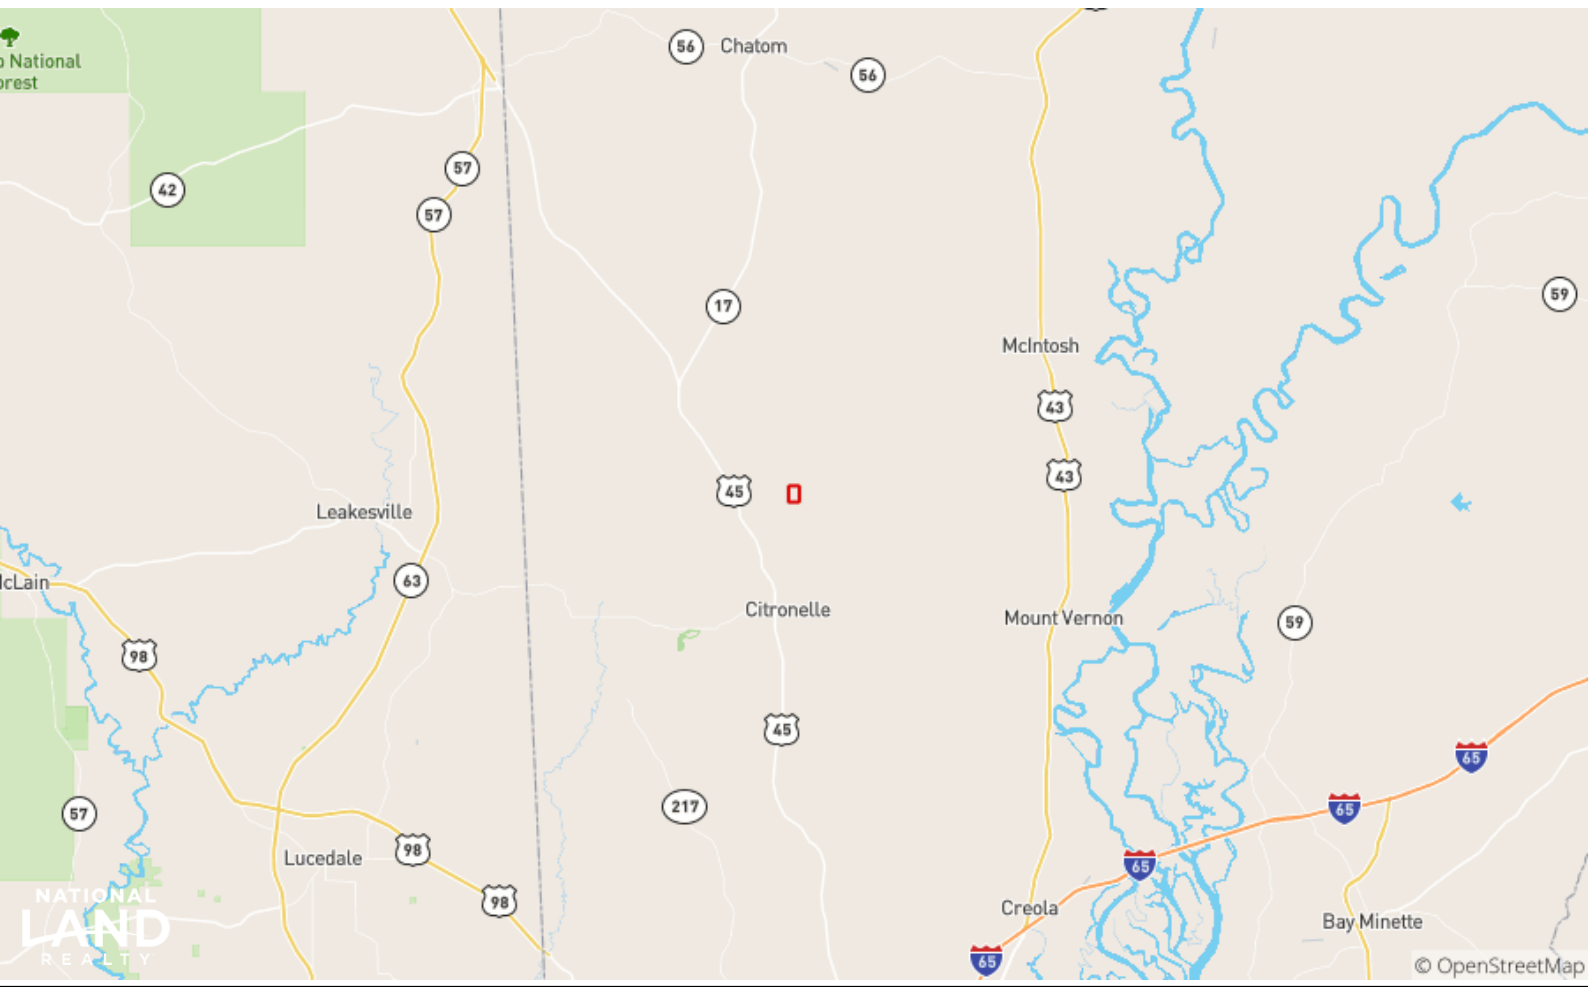 56
Chatom
56
o National
orest
57
42
57
17
59
McIntosh
43
43
45
Leakesville
63
cLain
Citronelle
Mount Vernon
59
98
45
65
65
217
57
98
Lucedale
65
98
NATIONAL
LAND
REALTY
Creola
Bay Minette
65
© OpenStreetMap